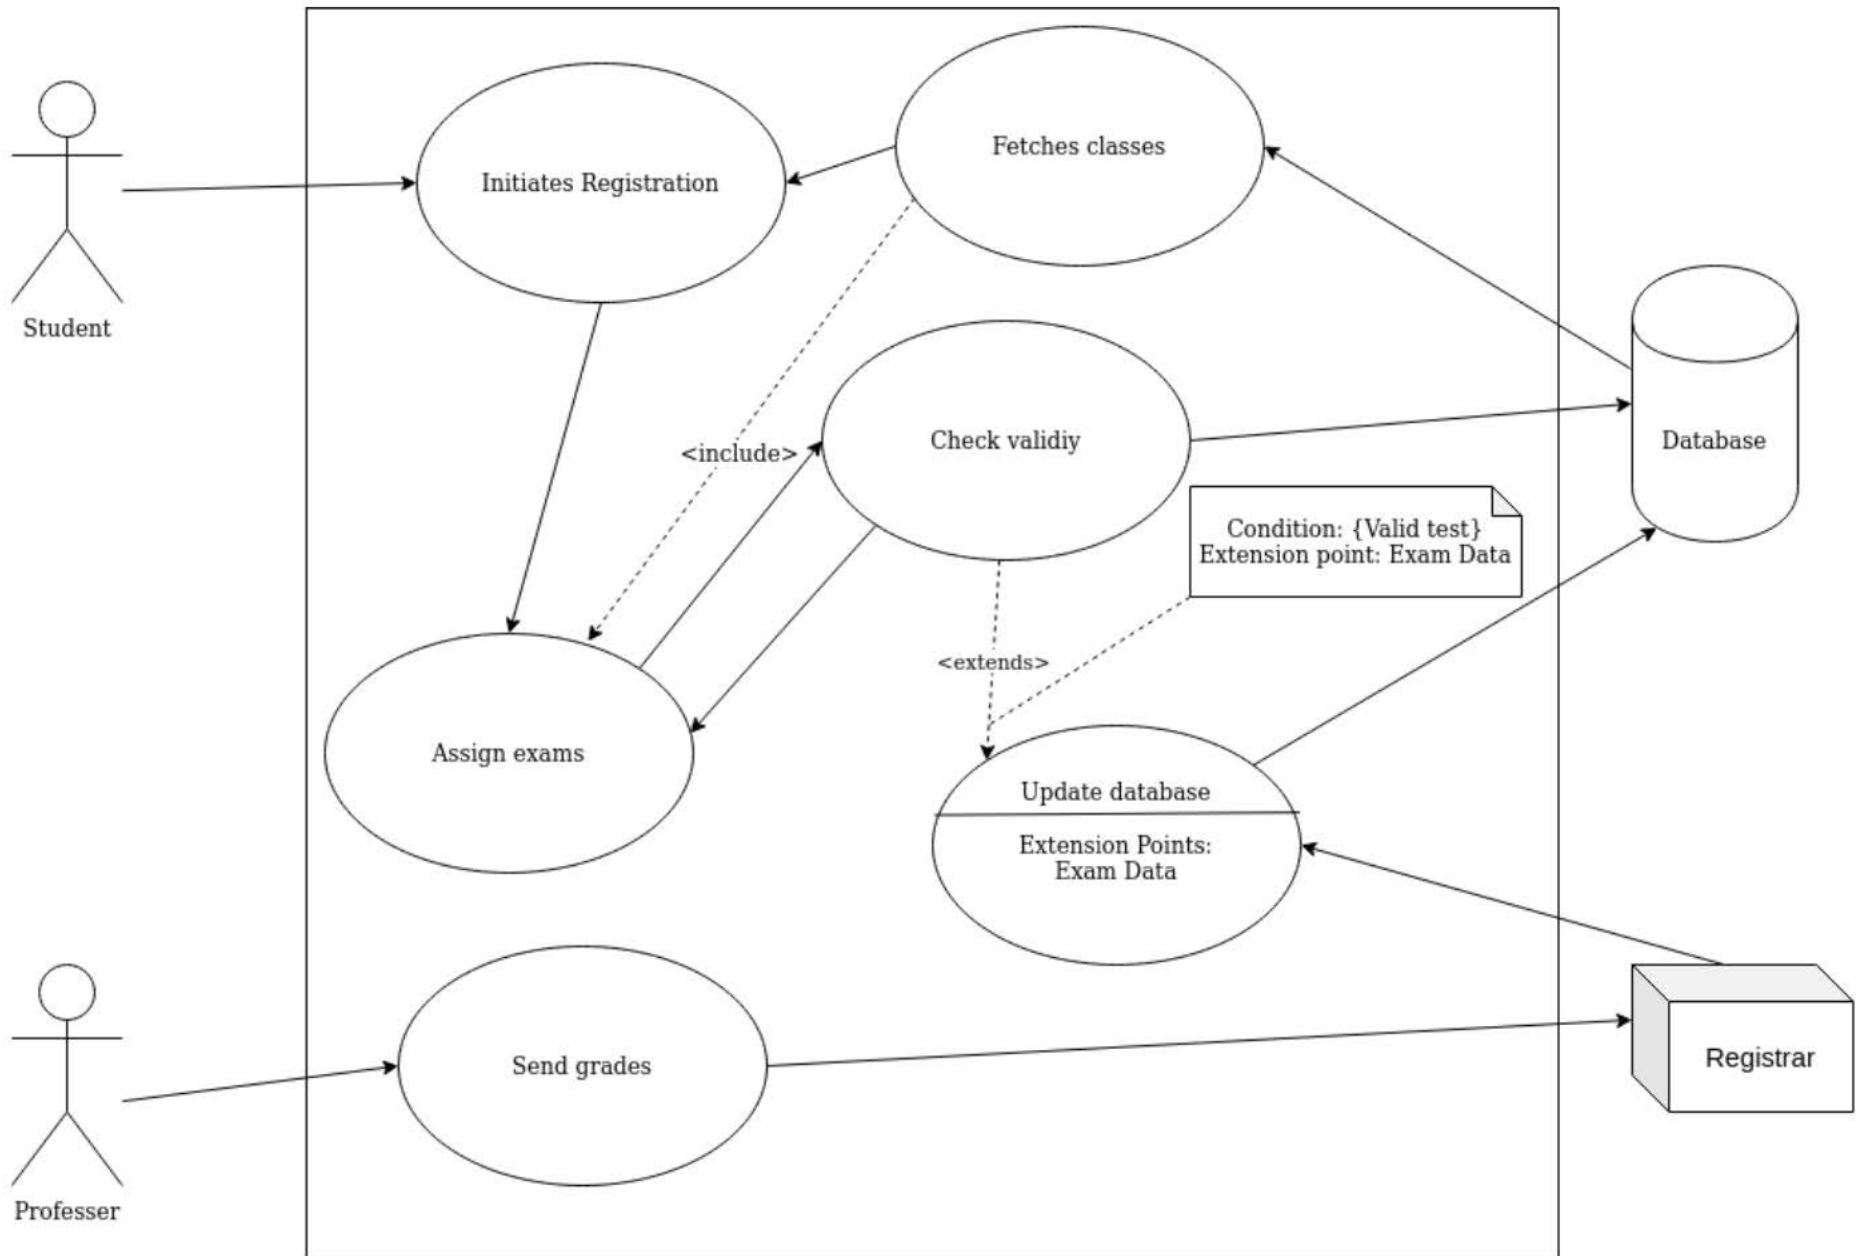 Fetches classes
Initiates Registration
Student
Check validiy
Database
<include>
Condition: {Valid test}
Extension point: Exam Data
<extends>
Assign exams
Update database
Extension Points:
Exam Data
Send grades
Registrar
Professer